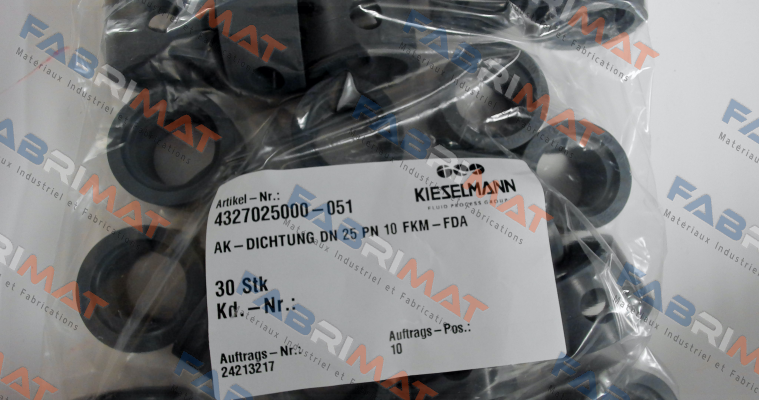 KIESELMANN
FLUID PROCESS GROUP
Artikel-Nr.:
4327025000-051
AK-DICHTUNG DN 25 PN 10 FKM-FDA
30 Stk
Kd.-Nr.:
Auftrags-Nr.:
24213217
Auftrags-Pos.:
10
FABRIMAT
Matériaux Industriel et Fabrications